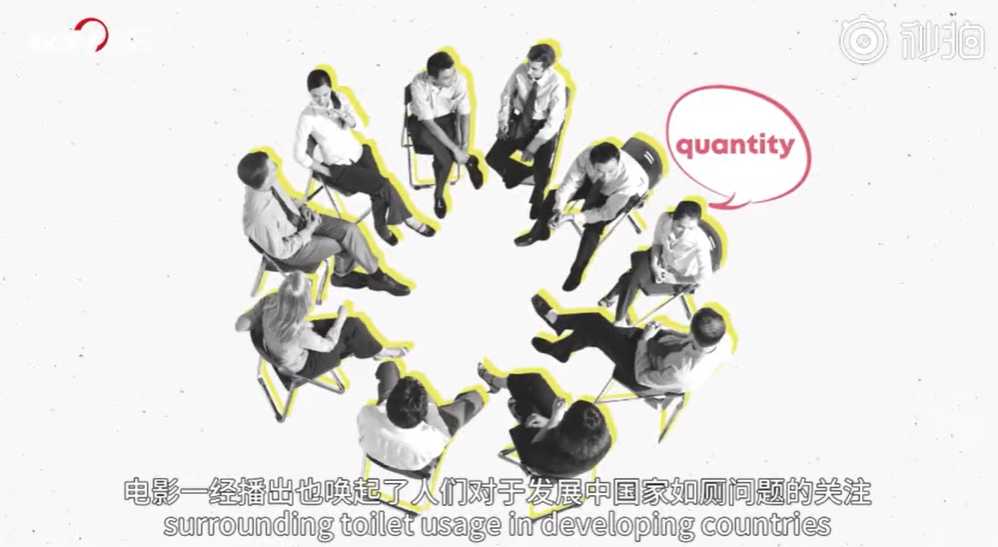 秒拍
quantity
电影一经播出也唤起了人们对于发展中国家如厕问题的关注
surrounding toilet usage in developing countries